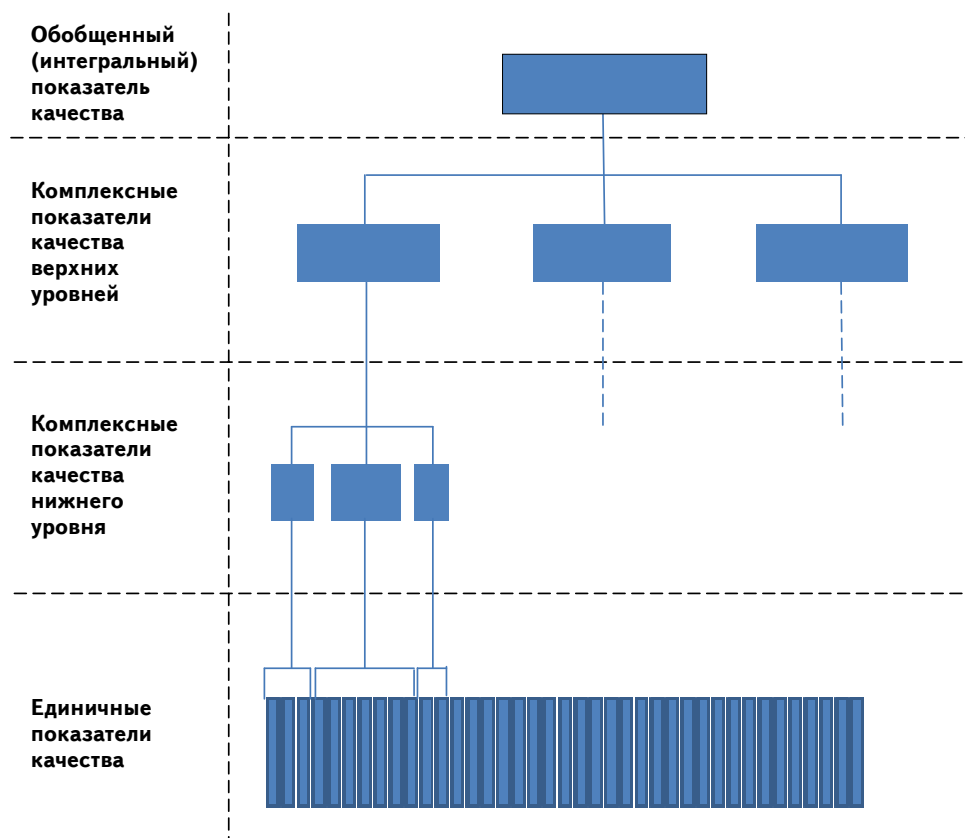 Обобщенный
(интегральный)
показатель
качества
Комплексные
показатели
качества
верхних
уровней
Комплексные
показатели
качества
нижнего
уровня
Единичные
показатели
качества